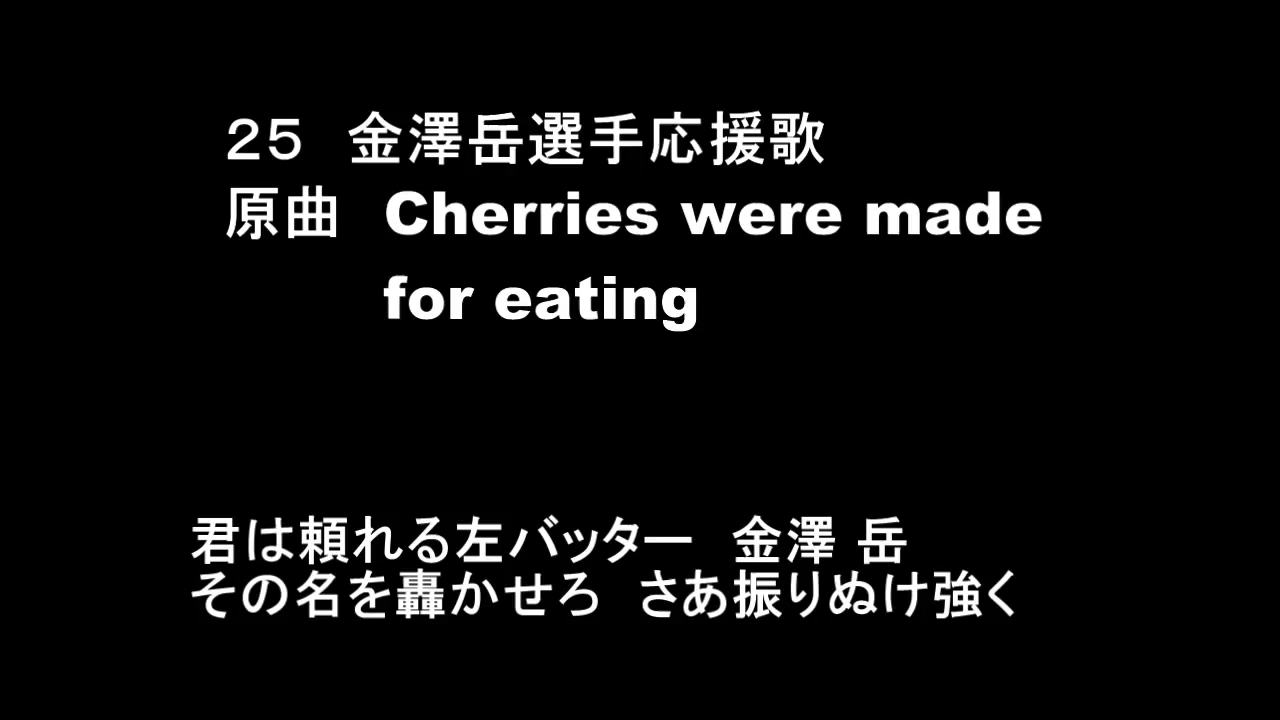 ２５　金澤岳選手応援歌
原曲　Cherries were made
for eating
君は頼れる左バッター　金澤 岳
その名を轟かせろ　さあ振りぬけ強く